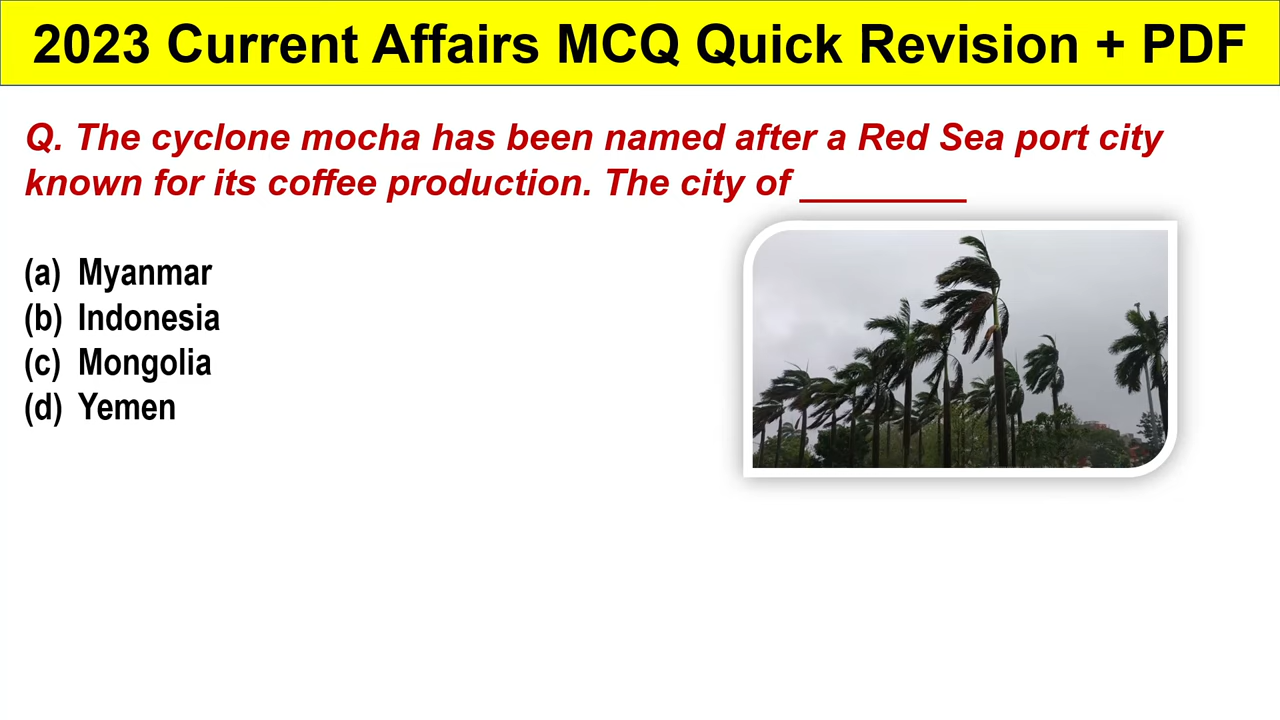 2023 Current Affairs MCQ Quick Revision + PDF
Q. The cyclone mocha has been named after a Red Sea port city
known for its coffee production. The city of ________
(a) Myanmar
(b) Indonesia
(c) Mongolia
(d) Yemen